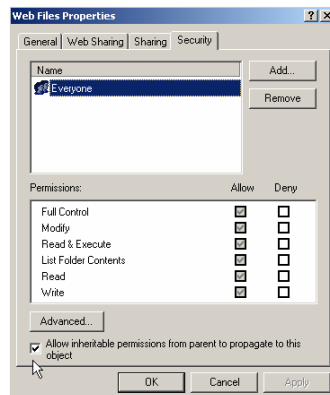 Web Files Properties
General Web Sharing Sharing Security
Name
Everyone
Add...
Remove
Permissions: Allow Deny
Full Control
Modify
Read & Execute
List Folder Contents
Read
Write
Advanced...
Allow inheritable permissions from parent to propagate to this
object
OK Cancel Apply